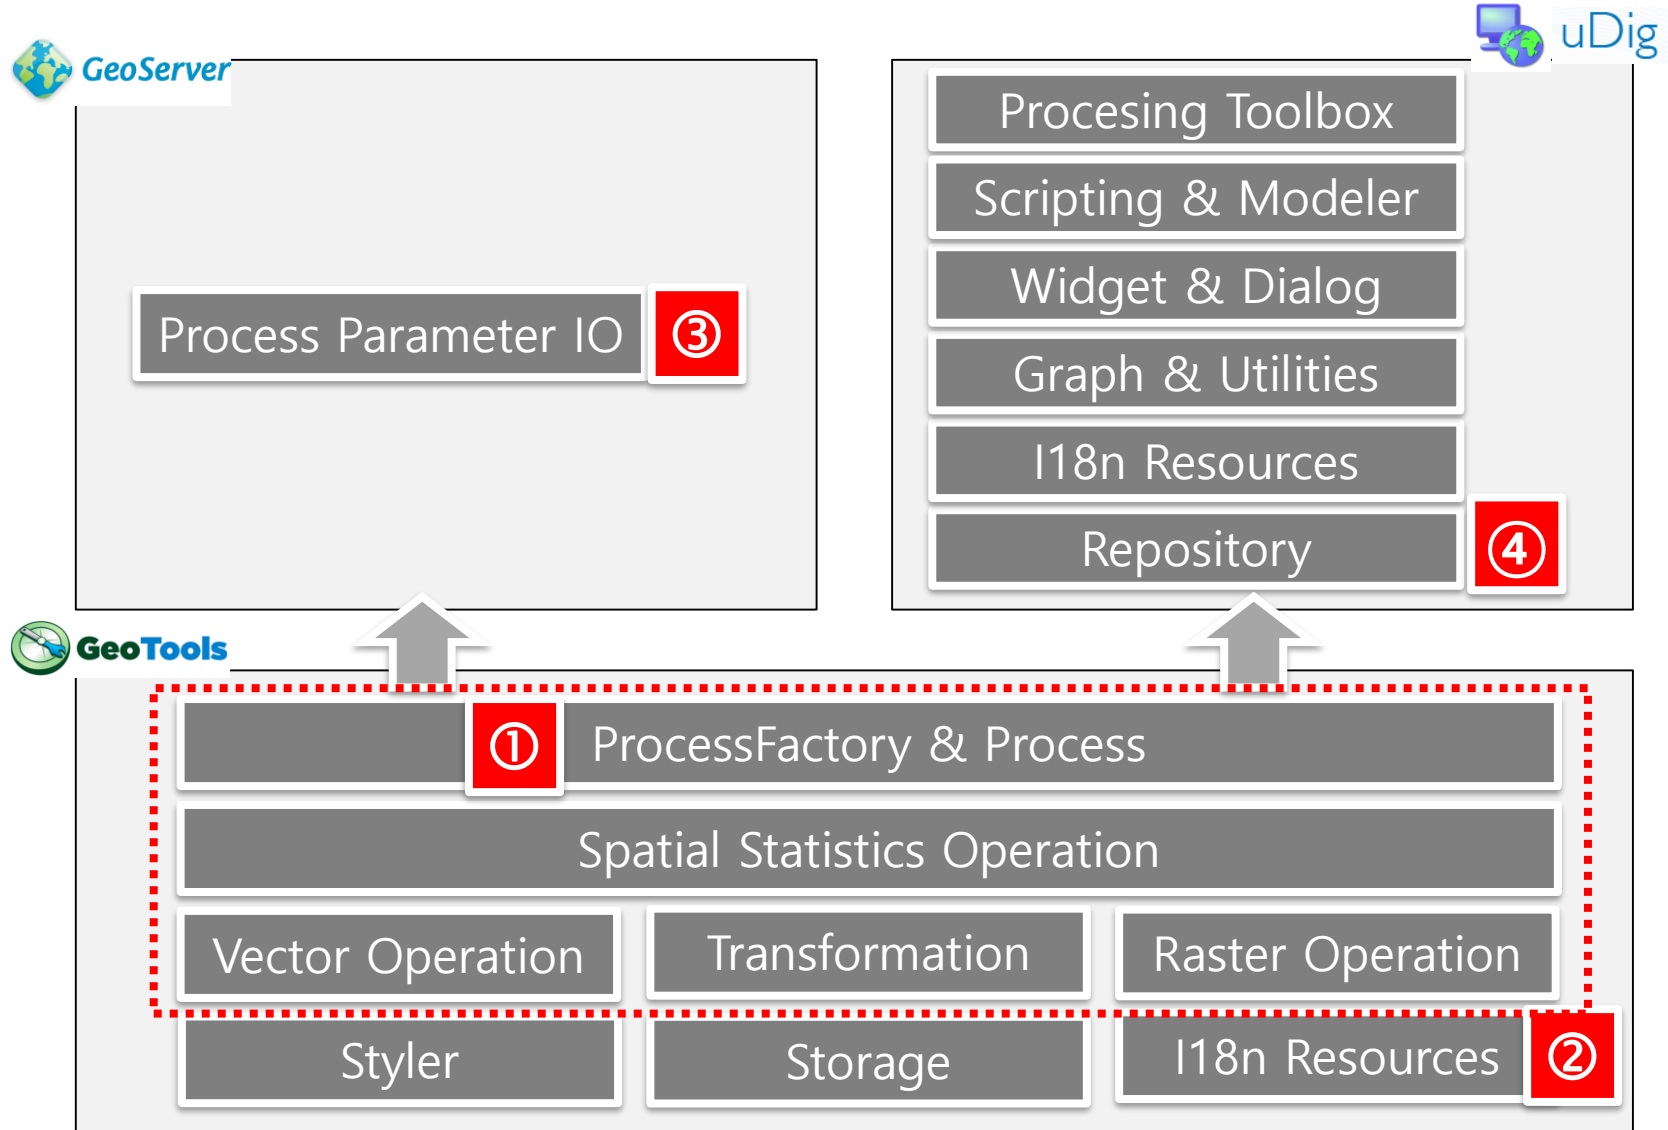 GeoServer
Process Parameter IO
③
uDig
Procesing Toolbox
Scripting & Modeler
Widget & Dialog
Graph & Utilities
I18n Resources
Repository
④
GeoTools
① ProcessFactory & Process
Spatial Statistics Operation
Vector Operation
Transformation
Raster Operation
Styler
Storage
I18n Resources
②